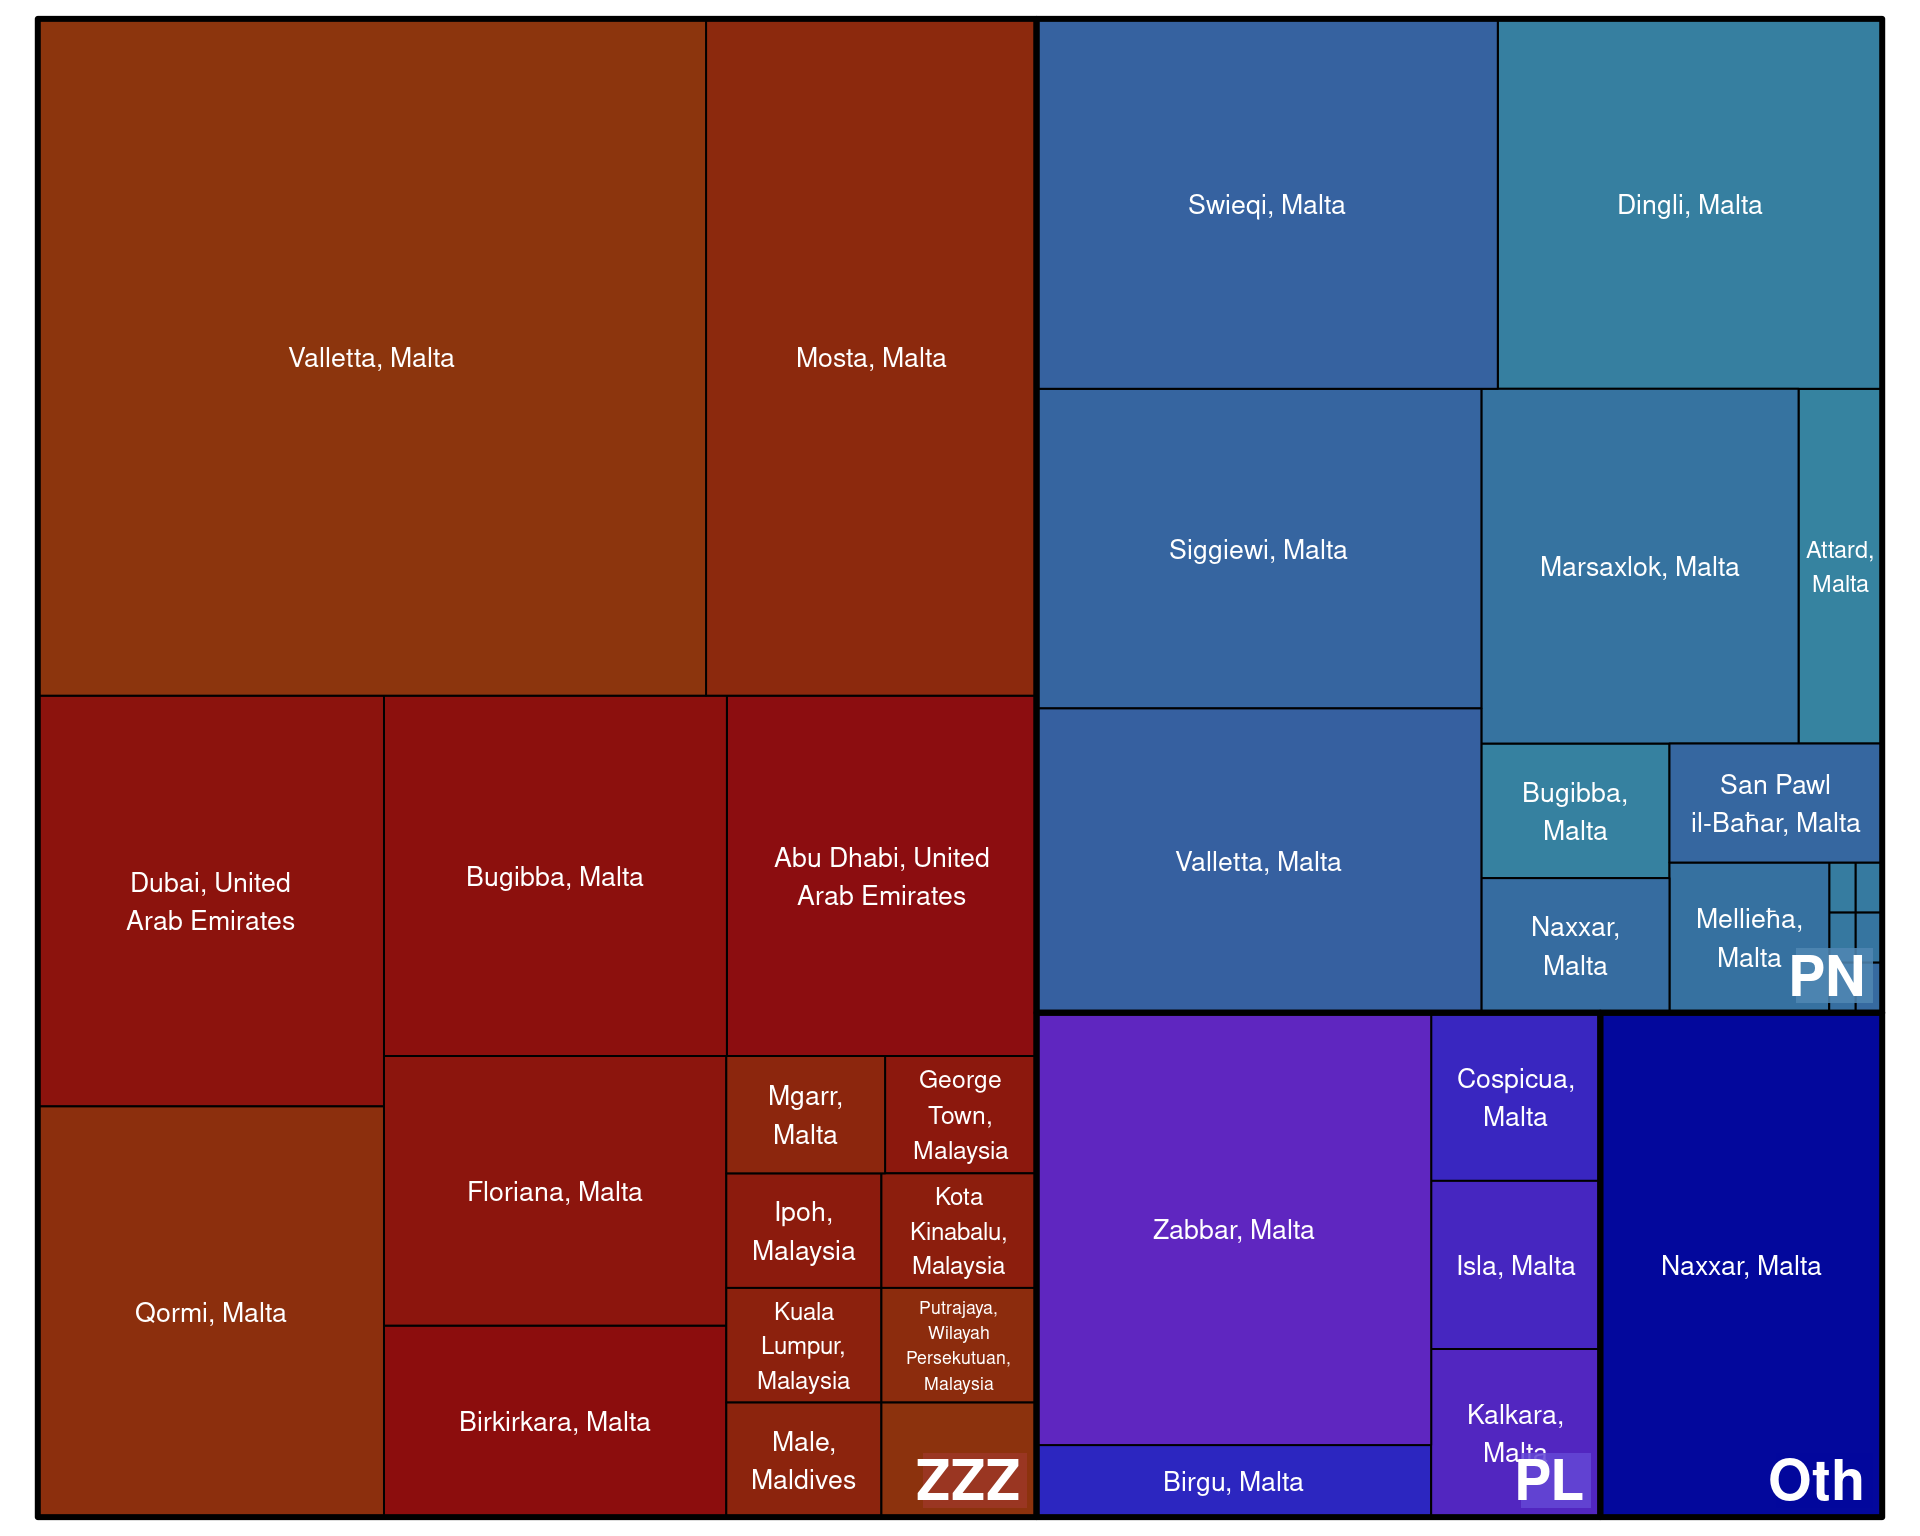 Valletta, Malta
Mosta, Malta
Dubai, United
Arab Emirates
Bugibba, Malta
Abu Dhabi, United
Arab Emirates
Qormi, Malta
Floriana, Malta
Birkirkara, Malta
Mgarr,
Malta
George
Town,
Malaysia
Ipoh,
Malaysia
Kota
Kinabalu,
Malaysia
Kuala
Lumpur,
Malaysia
Putrajaya,
Wilayah
Persekutuan,
Malaysia
Male,
Maldives
ZZZ
Swieqi, Malta
Dingli, Malta
Siggiewi, Malta
Marsaxlok, Malta
Attard,
Malta
Valletta, Malta
Bugibba,
Malta
San Pawl
il-Baħar, Malta
Naxxar,
Malta
Mellieħa,
Malta
PN
Zabbar, Malta
Cospicua,
Malta
Isla, Malta
Kalkara,
Malta
Birgu, Malta
PL
Naxxar, Malta
Oth